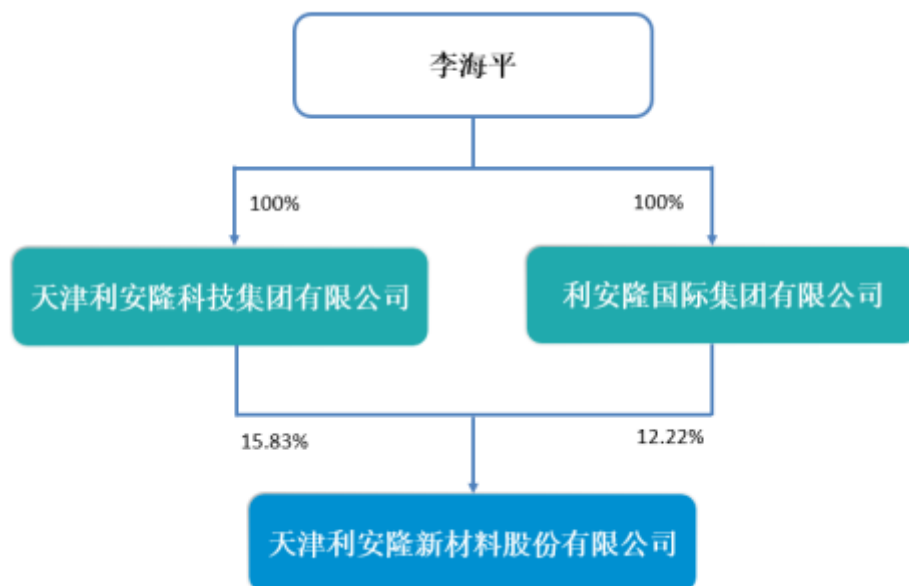 李海平
100%
100%
天津利安隆科技集团有限公司
利安隆国际集团有限公司
15.83%
12.22%
天津利安隆新材料股份有限公司